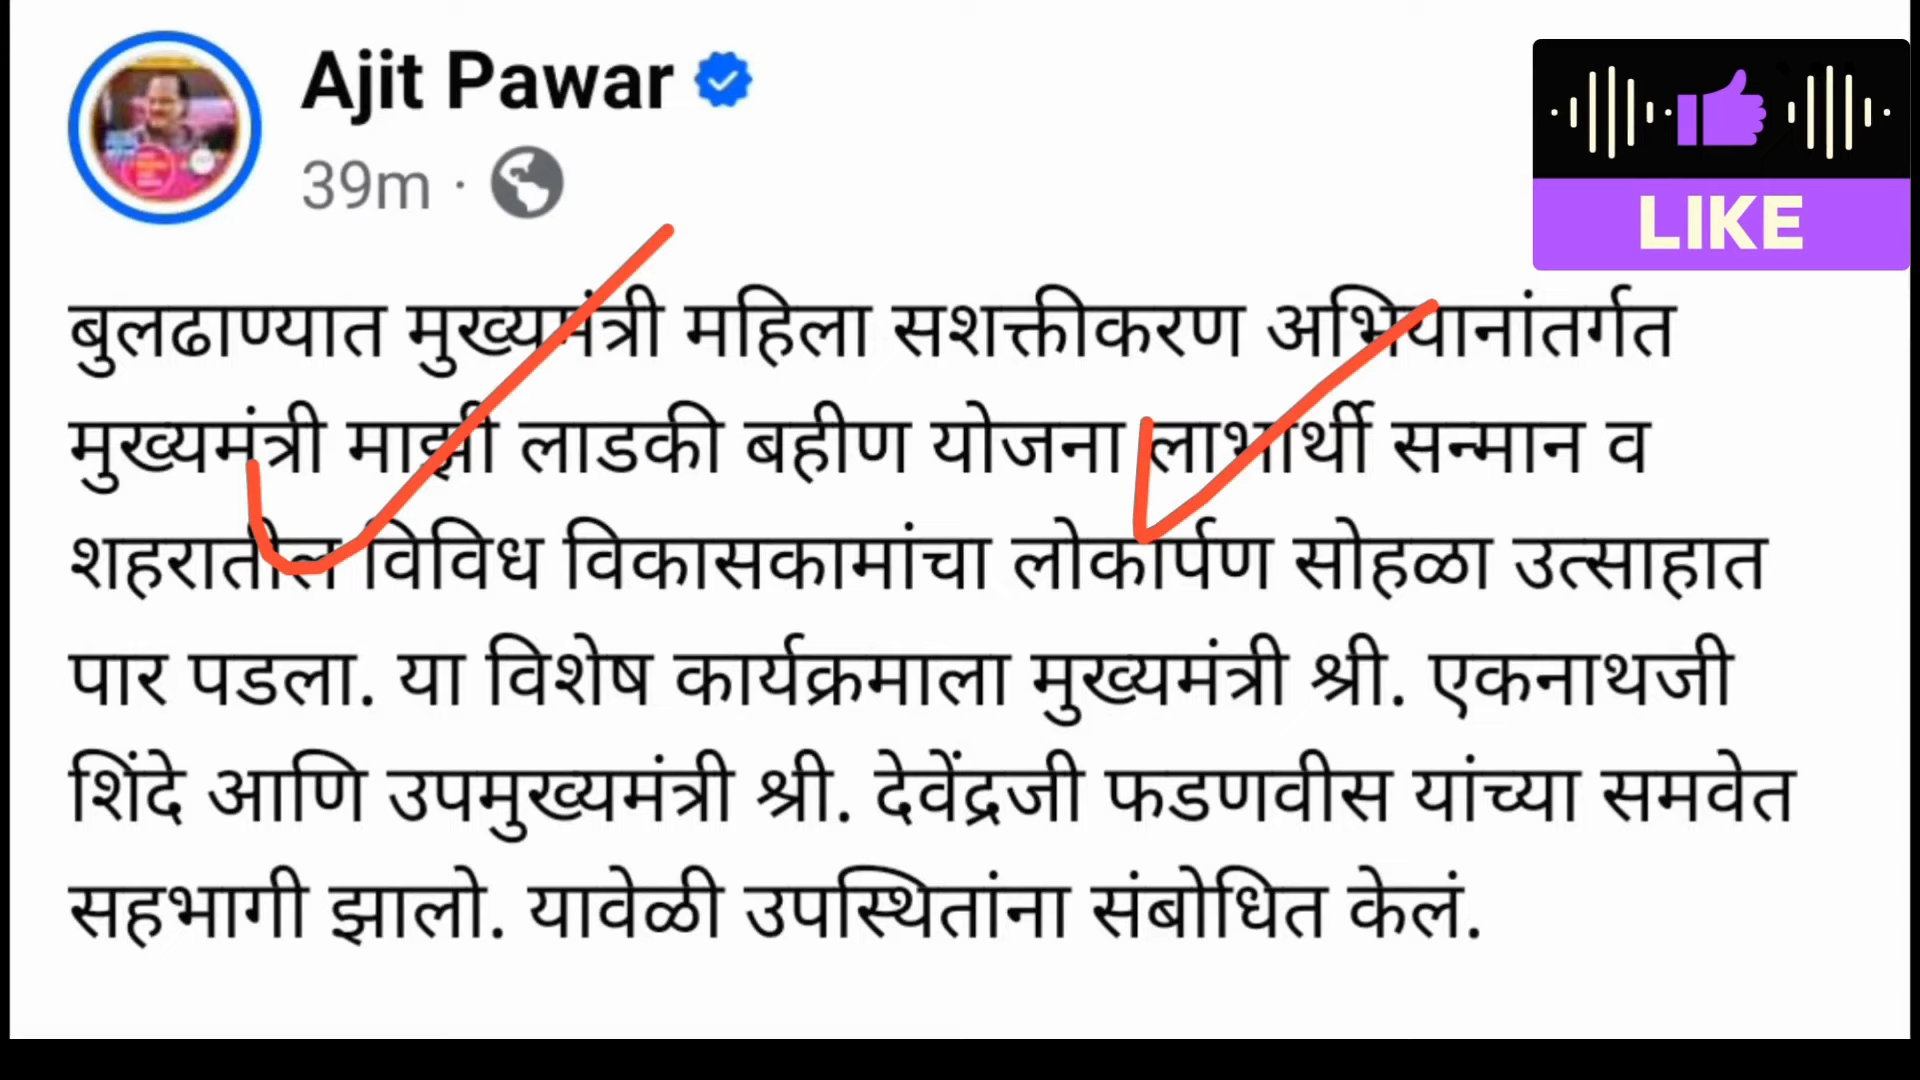 Ajit Pawar
39m ·
LIKE
बुलढाण्यात मुख्यमंत्री महिला सशक्तीकरण अभियानांतर्गत
मुख्यमंत्री माझी लाडकी बहीण योजना लाभार्थी सन्मान व
शहरातील विविध विकासकामांचा लोकार्पण सोहळा उत्साहात
पार पडला. या विशेष कार्यक्रमाला मुख्यमंत्री श्री. एकनाथजी
शिंदे आणि उपमुख्यमंत्री श्री. देवेंद्रजी फडणवीस यांच्या समवेत
सहभागी झालो. यावेळी उपस्थितांना संबोधित केलं.